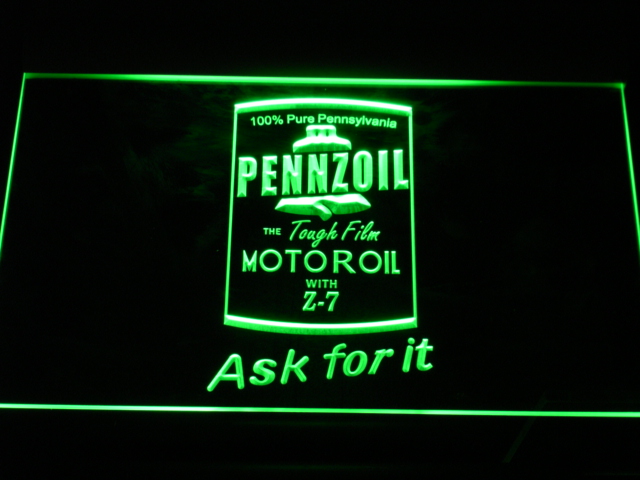 100% Pure Pennsylvania
PENNZOIL
THE Tough Film
MOTOR OIL
WITH
Z-7
Ask for it